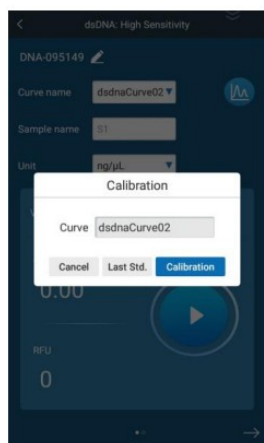 dsDNA: High Sensitivity
DNA-095149
Curve name dsdnaCurve02
Sample name S1
Unit ng/µL
Calibration
Curve dsdnaCurve02
Cancel Last Std. Calibration
0.00
RFU
0